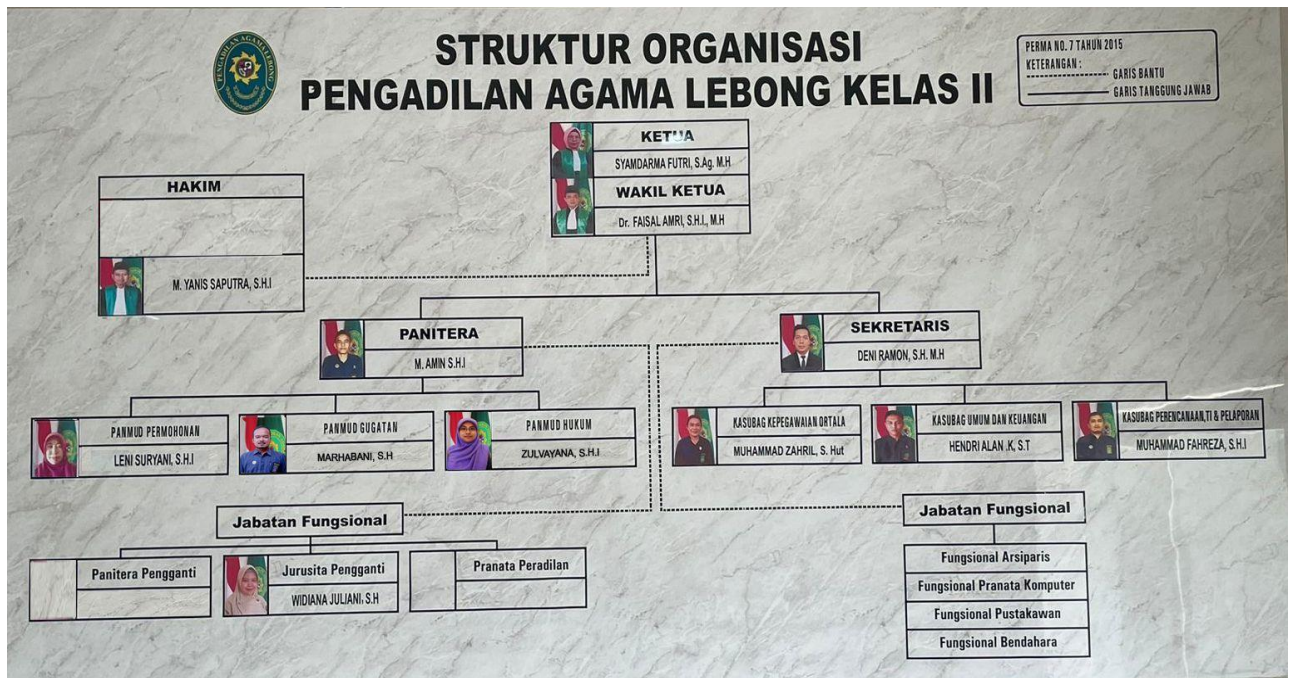 STRUKTUR ORGANISASI
PENGADILAN AGAMA LEBONG KELAS II
PENGADILAN AGAMA LEBONG
PERMA NO. 7 TAHUN 2015
KETERANGAN :
GARIS BANTU
GARIS TANGGUNG JAWAB
KETUA
SYAMDARMA FUTRI, S.Ag. M.H
WAKIL KETUA
Dr. FAISAL AMRI, S.H.I., M.H
HAKIM
M. YANIS SAPUTRA, S.H.I
PANITERA
M. AMIN S.H.I
SEKRETARIS
DENI RAMON, S.H. M.H
PANMUD PERMOHONAN
LENI SURYANI, S.H.I
PANMUD GUGATAN
MARHABANI, S.H
PANMUD HUKUM
ZULVAYANA, S.H.I
KASUBAG KEPEGAWAIAN ORTALA
MUHAMMAD ZAHRIL, S. Hut
KASUBAG UMUM DAN KEUANGAN
HENDRI ALAN .K, S.T
KASUBAG PERENCANAAN,TI & PELAPORAN
MUHAMMAD FAHREZA, S.H.I
Jabatan Fungsional
Panitera Pengganti
Jurusita Pengganti
WIDIANA JULIANI, S.H
Pranata Peradilan
Jabatan Fungsional
Fungsional Arsiparis
Fungsional Pranata Komputer
Fungsional Pustakawan
Fungsional Bendahara